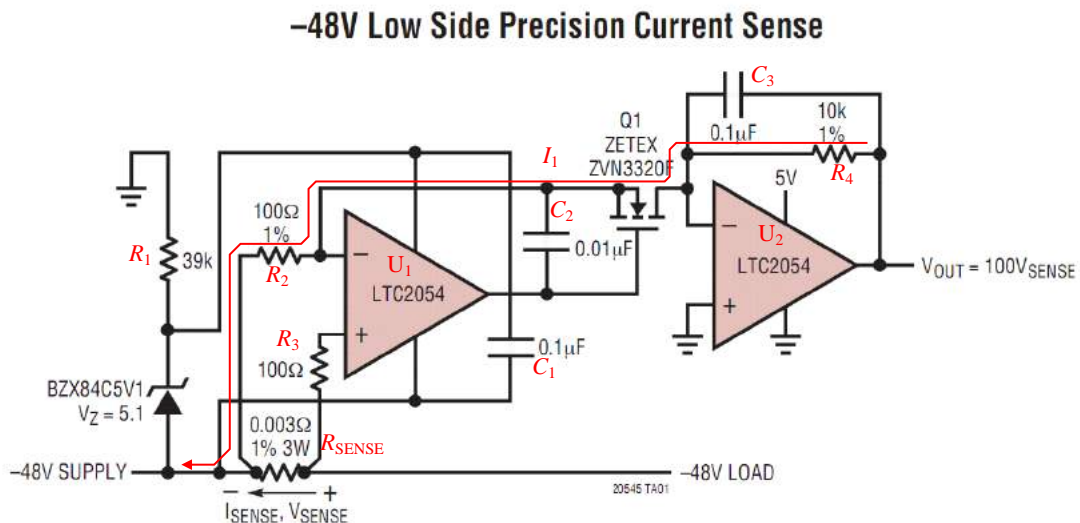 –48V Low Side Precision Current Sense
C3
10k
1%
0.1µF
R4
Q1
ZETEX
ZVN3320F
I1
5V
100Ω
1%
R2
C2
0.01µF
R1
39k
–
U1
LTC2054
+
–
U2
LTC2054
+
VOUT = 100VSENSE
R3
100Ω
0.1µF
C1
BZX84C5V1
VZ = 5.1
0.003Ω
1% 3W
RSENSE
–48V SUPPLY
–48V LOAD
20545 TA01
– +
ISENSE, VSENSE